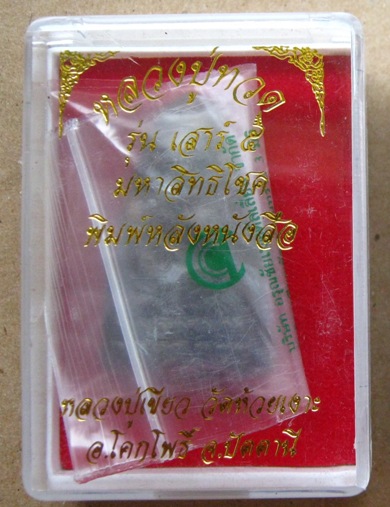 หลวงปู่ทวด
รุ่น เสาร์ ๕
มหาสิทธิโชค
พิมพ์หลังหนังสือ
หลวงปู่เขียว วัดห้วยเงาะ
อ.โคกโพธิ์ จ.ปัตตานี